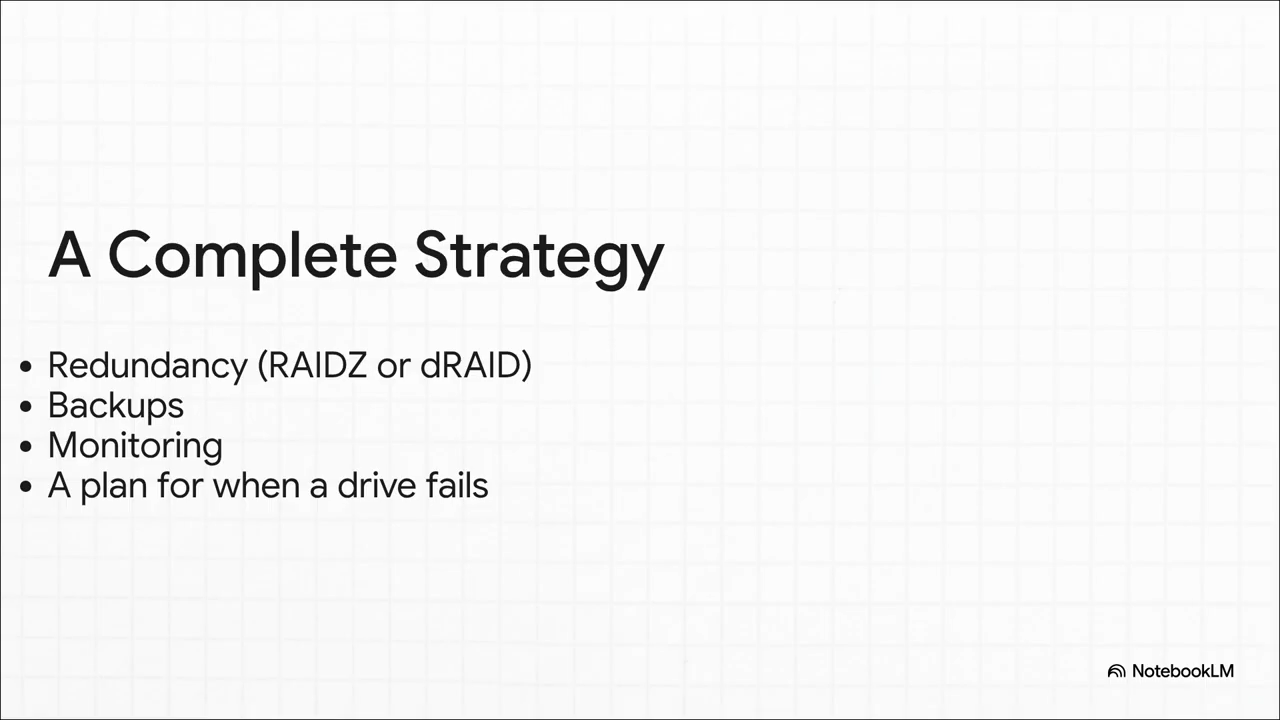 A Complete Strategy
• Redundancy (RAIDZ or dRAID)
• Backups
• Monitoring
• A plan for when a drive fails
NotebookLM